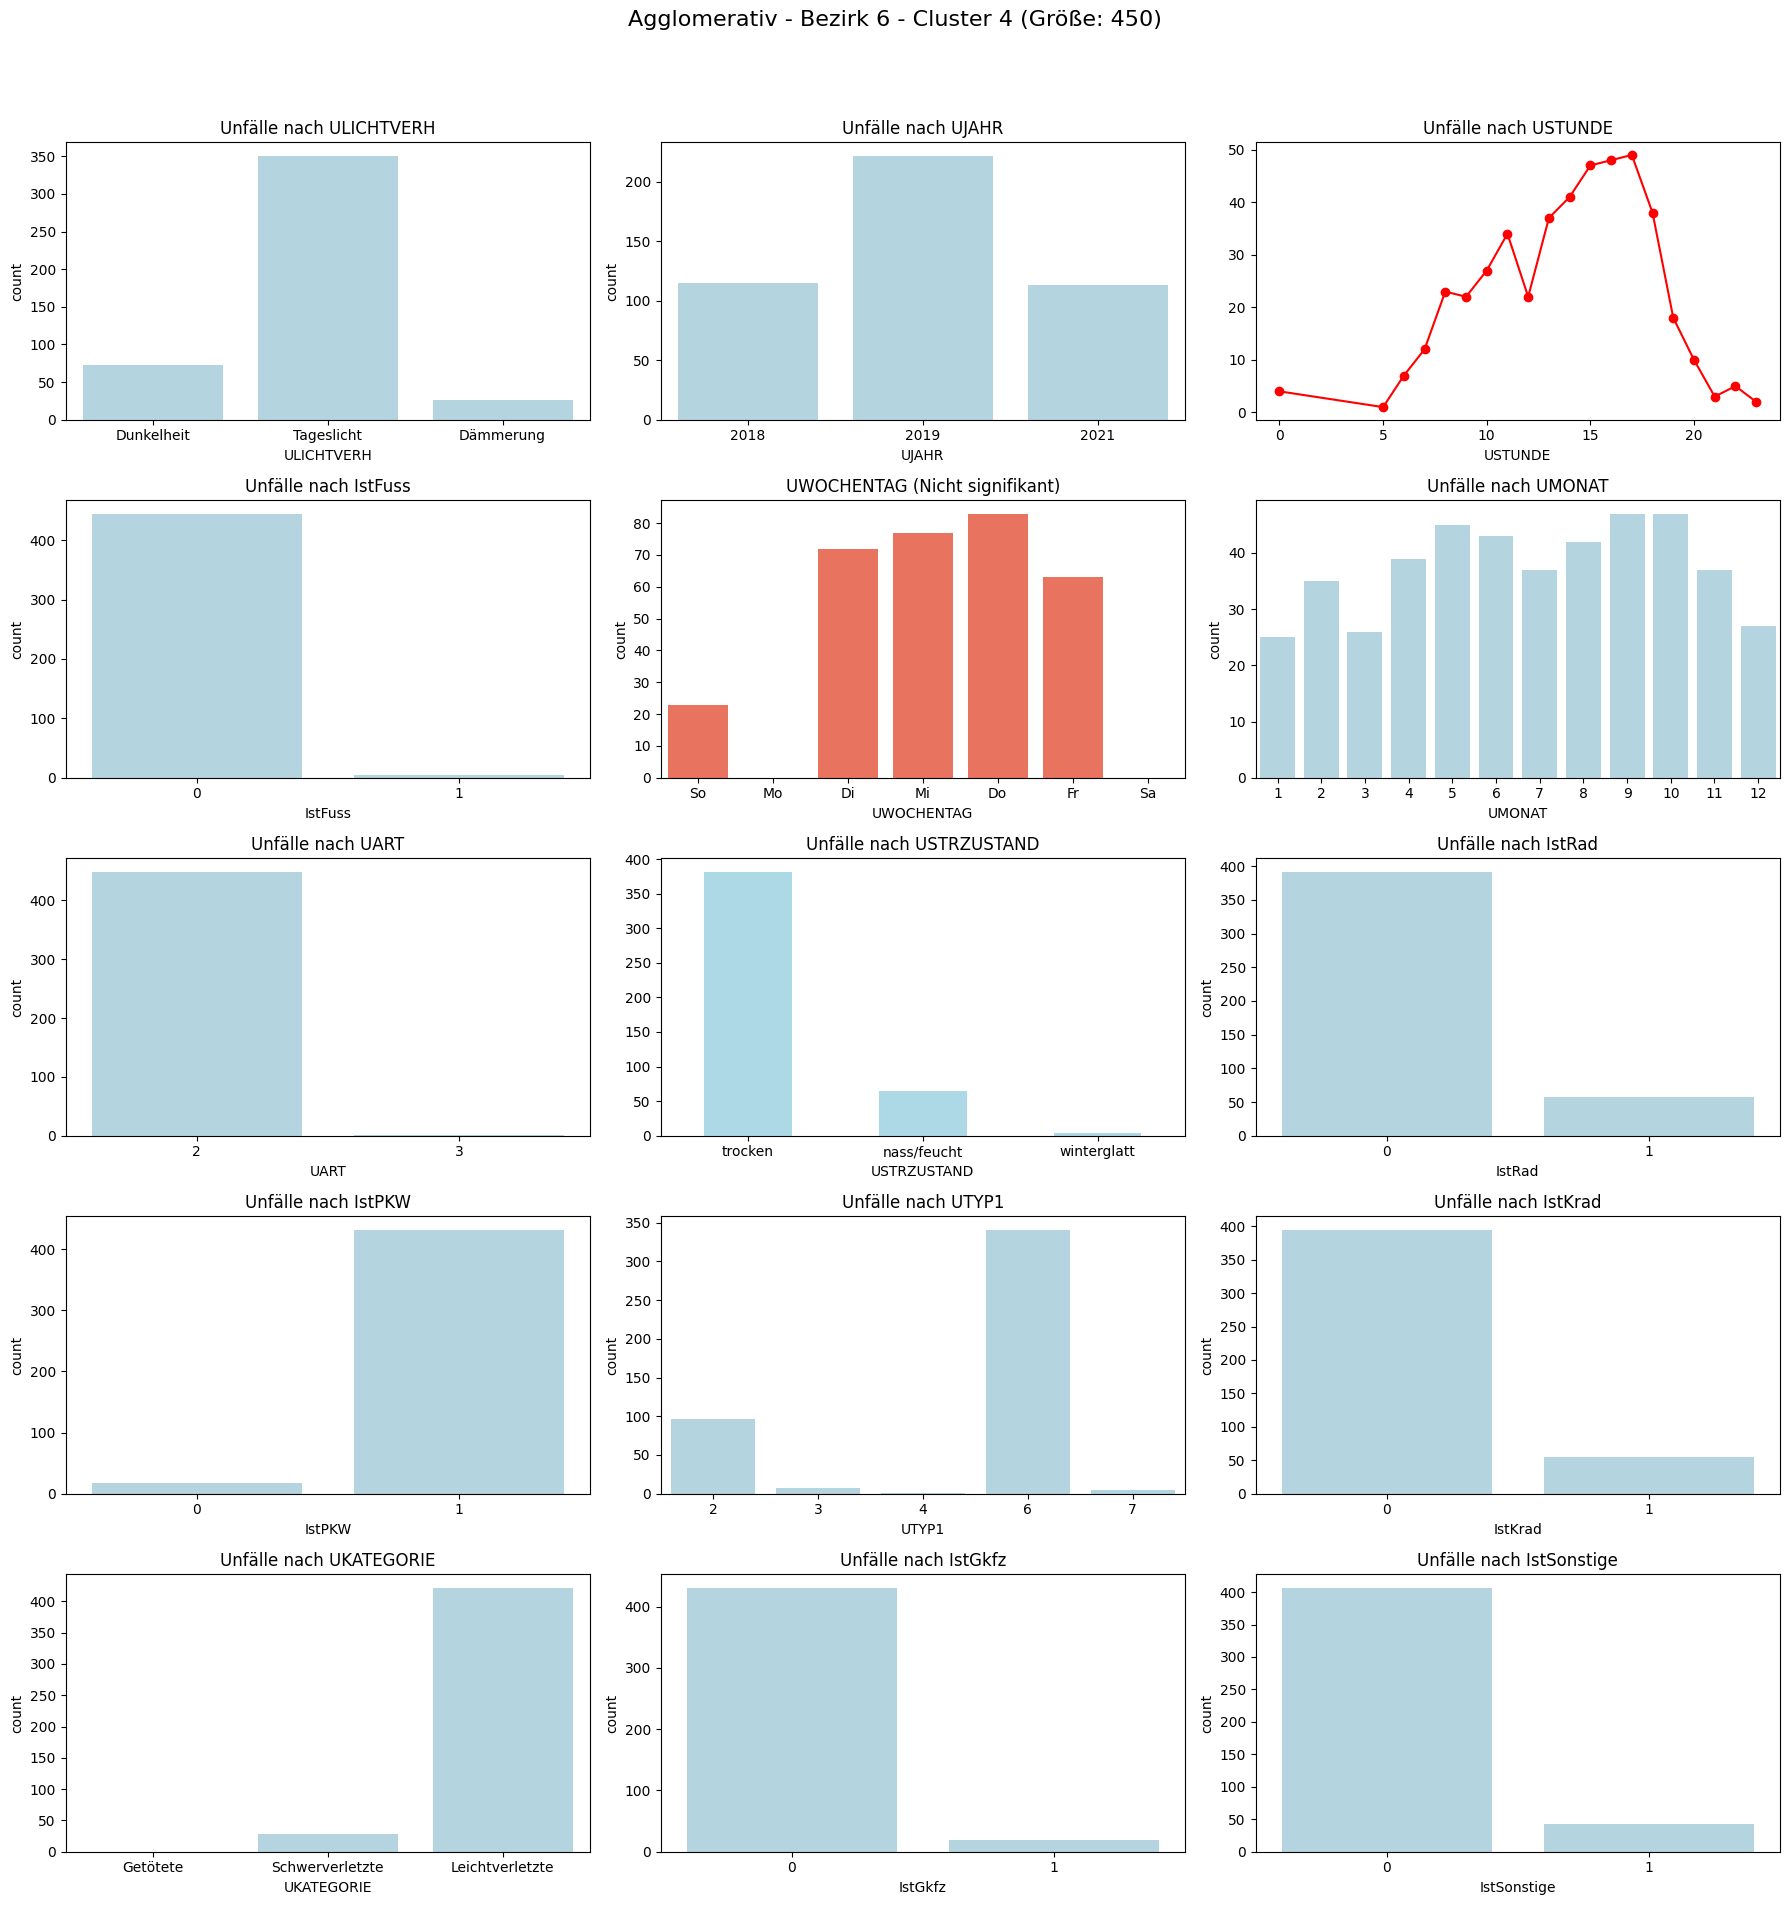 Agglomerativ - Bezirk 6 - Cluster 4 (Größe: 450)
Unfälle nach ULICHTVERH
350
300
250
200
150
100
50
0
count
Dunkelheit Tageslicht Dämmerung
ULICHTVERH
Unfälle nach UJAHR
200
150
100
50
0
count
2018 2019 2021
UJAHR
Unfälle nach USTUNDE
50
40
30
20
10
0
0 5 10 15 20
USTUNDE
Unfälle nach IstFuss
400
300
200
100
0
count
0 1
IstFuss
UWOCHENTAG (Nicht signifikant)
80
70
60
50
40
30
20
10
0
count
So Mo Di Mi Do Fr Sa
UWOCHENTAG
Unfälle nach UMONAT
40
30
20
10
0
count
1 2 3 4 5 6 7 8 9 10 11 12
UMONAT
Unfälle nach UART
400
300
200
100
0
count
2 3
UART
Unfälle nach USTRZUSTAND
400
350
300
250
200
150
100
50
0
trocken nass/feucht winterglatt
USTRZUSTAND
Unfälle nach IstRad
400
350
300
250
200
150
100
50
0
count
0 1
IstRad
Unfälle nach IstPKW
400
300
200
100
0
count
0 1
IstPKW
Unfälle nach UTYP1
350
300
250
200
150
100
50
0
count
2 3 4 6 7
UTYP1
Unfälle nach IstKrad
400
350
300
250
200
150
100
50
0
count
0 1
IstKrad
Unfälle nach UKATEGORIE
400
350
300
250
200
150
100
50
0
count
Getötete Schwerverletzte Leichtverletzte
UKATEGORIE
Unfälle nach IstGkfz
400
300
200
100
0
count
0 1
IstGkfz
Unfälle nach IstSonstige
400
350
300
250
200
150
100
50
0
count
0 1
IstSonstige